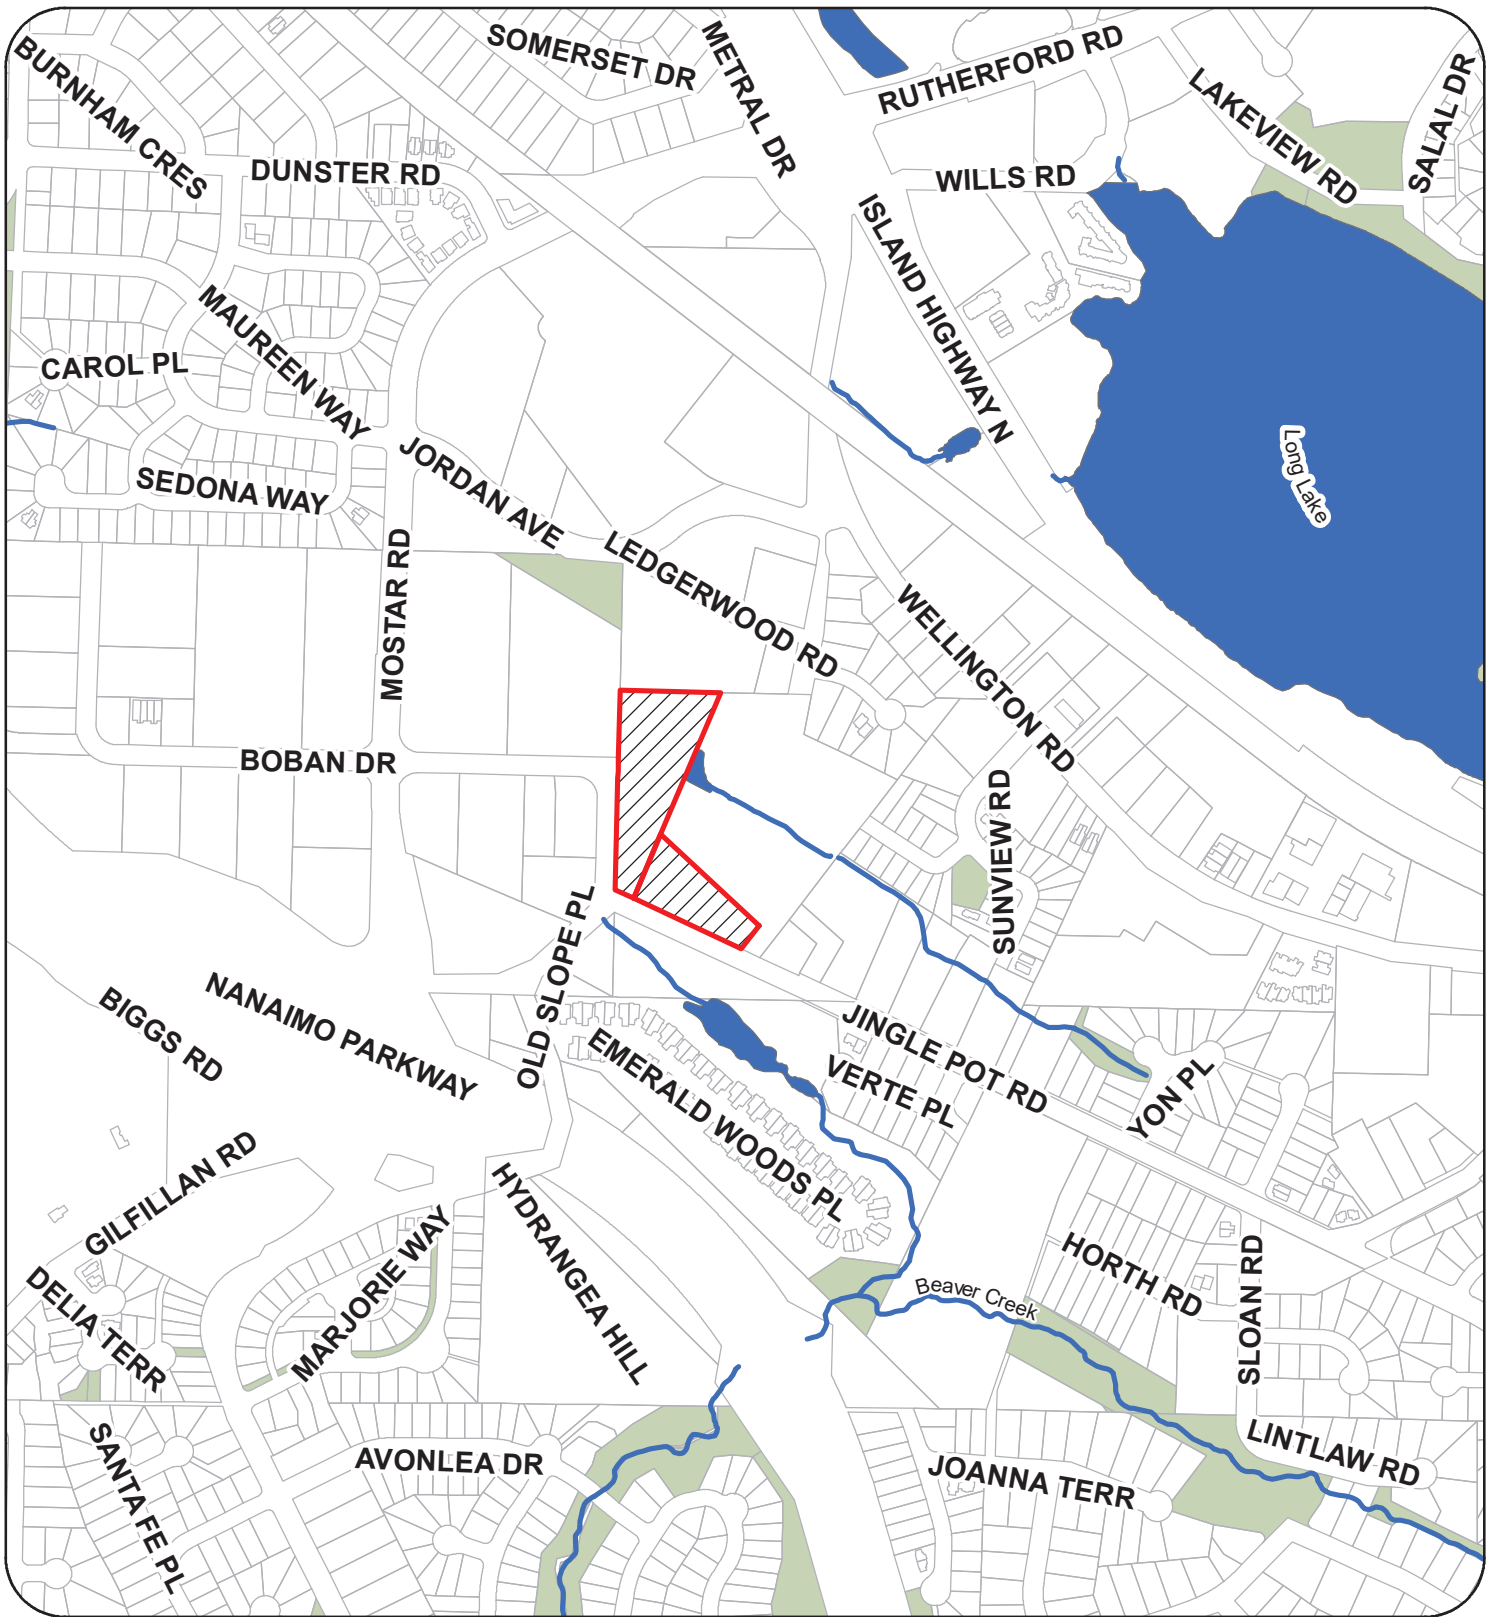 SOMERSET DR
METRAL DR
RUTHERFORD RD
BURNHAM CRES
LAKEVIEW RD
SALAL DR
DUNSTER RD
WILLS RD
ISLAND HIGHWAY N
MAUREEN WAY
CAROL PL
Long Lake
JORDAN AVE
SEDONA WAY
MOSTAR RD
LEDGERWOOD RD
WELLINGTON RD
BOBAN DR
SUNVIEW RD
OLD SLOPE PL
NANAIMO PARKWAY
BIGGS RD
JINGLE POT RD
EMERALD WOODS PL
VERTE PL
YON PL
GILFILLAN RD
HYDRANGEA HILL
MARJORIE WAY
HORTH RD
SLOAN RD
Beaver Creek
DELIA TERR
SANTA FE PL
AVONLEA DR
JOANNA TERR
LINTLAW RD